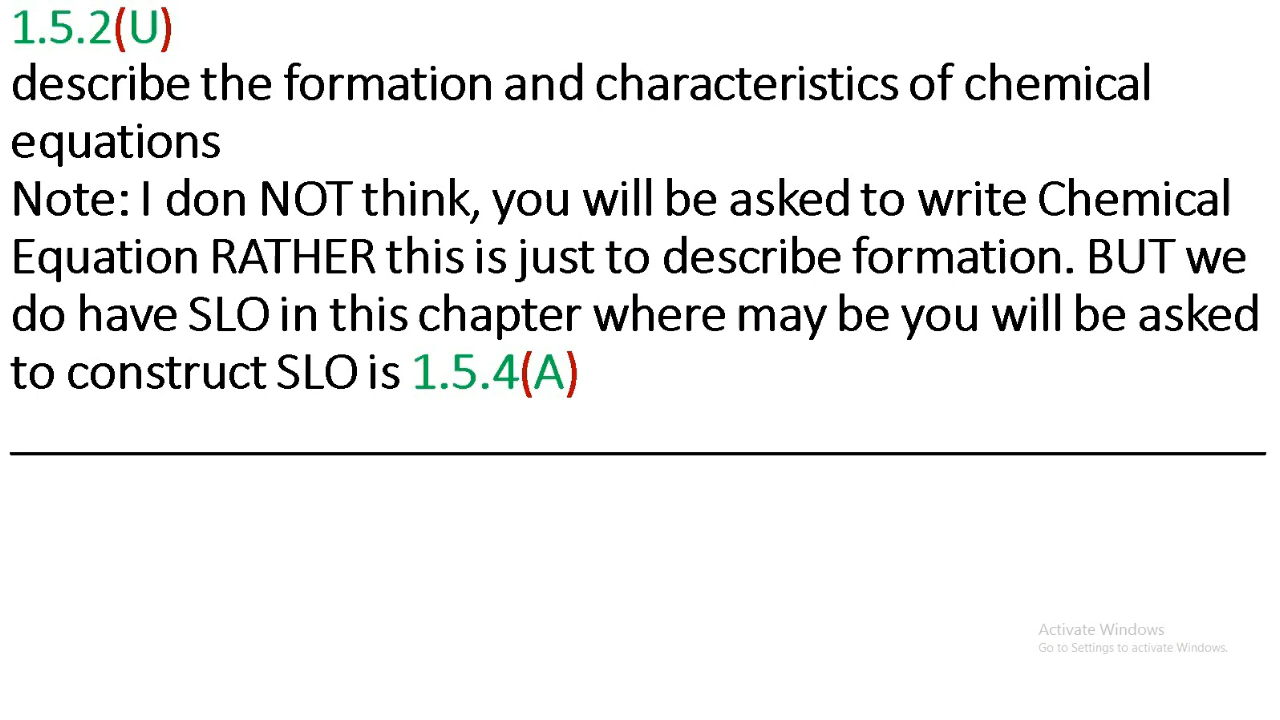 1.5.2(U)
describe the formation and characteristics of chemical
equations
Note: I don NOT think, you will be asked to write Chemical
Equation RATHER this is just to describe formation. BUT we
do have SLO in this chapter where may be you will be asked
to construct SLO is 1.5.4(A)
Activate Windows
Go to Settings to activate Windows.